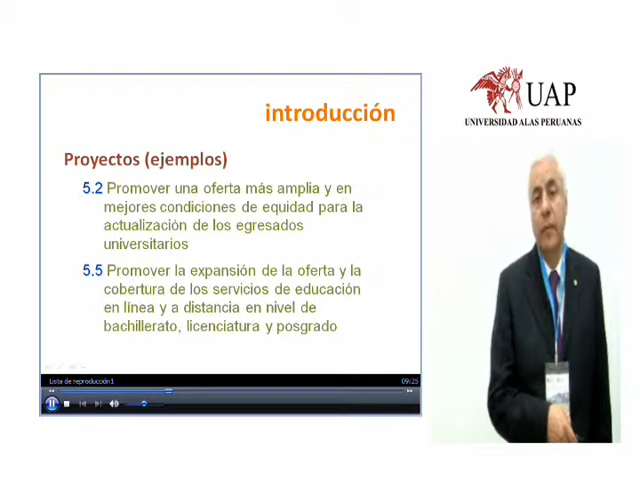 introducción
UAP
UNIVERSIDAD ALAS PERUANAS
Proyectos (ejemplos)
5.2 Promover una oferta más amplia y en
mejores condiciones de equidad para la
actualización de los egresados
universitarios
5.5 Promover la expansión de la oferta y la
cobertura de los servicios de educación
en línea y a distancia en nivel de
bachillerato, licenciatura y posgrado
Lista de reproducción1
09:25